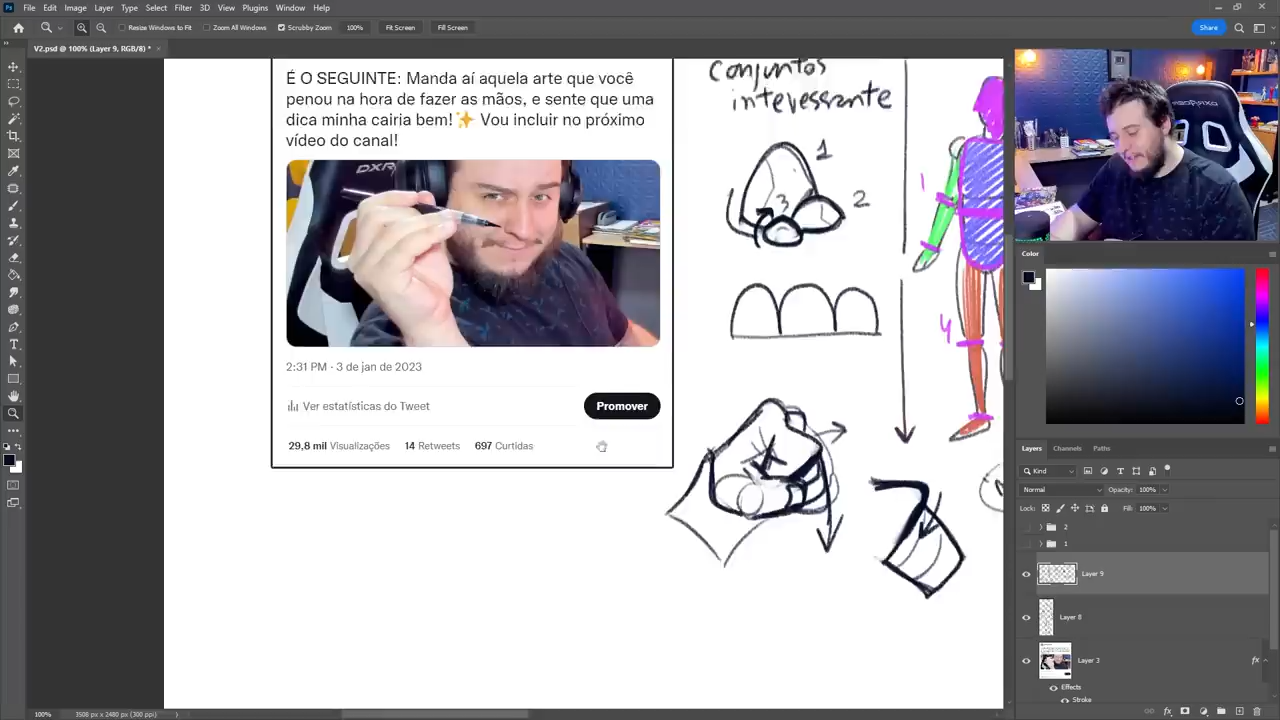 File Edit Image Layer Type Select Filter 3D View Plugins Window Help
Resize Windows to Fit Zoom All Windows Scrubby Zoom 100% Fit Screen Fill Screen Share
V2.psd @ 100% (Layer 9, RGB/8) *
É O SEGUINTE: Manda aí aquela arte que você
penou na hora de fazer as mãos, e sente que uma
dica minha cairia bem!✨ Vou incluir no próximo
vídeo do canal!
DXR
2:31 PM · 3 de jan de 2023
Ver estatísticas do Tweet
Promover
29,8 mil Visualizações 14 Retweets 697 Curtidas
Conjuntos
interessante
1
2
3
1
4
DXRACER
Color
Layers Channels Paths
Kind
Normal Opacity: 100%
Lock: Fill: 100%
2
1
Layer 9
Layer 8
Layer 3 fx
Effects
Stroke
100% 3508 px x 2480 px (300 ppi)